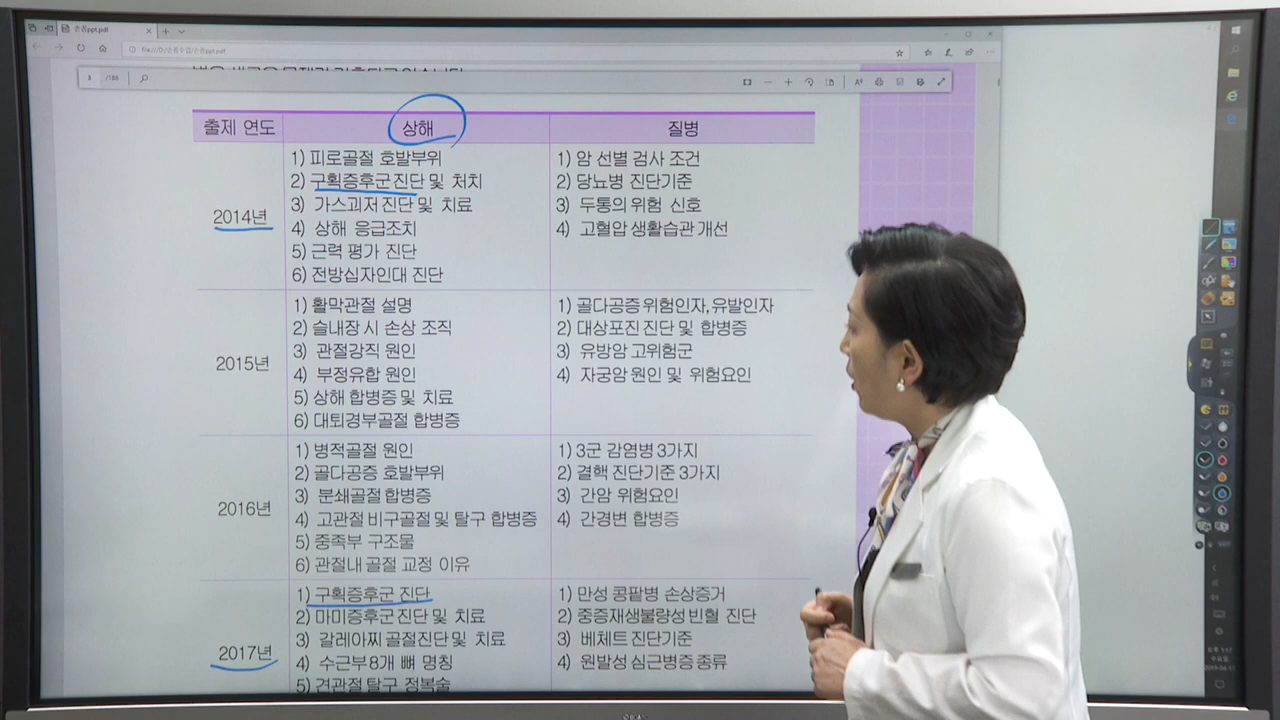 손해ppt.pdf
3 /188
출제 연도 상해 질병
2014년
1) 피로골절 호발부위
2) 구획증후군 진단 및 처치
3) 가스괴저 진단 및 치료
4) 상해 응급조치
5) 근력 평가 진단
6) 전방십자인대 진단
1) 암 선별 검사 조건
2) 당뇨병 진단기준
3) 두통의 위험 신호
4) 고혈압 생활습관 개선
2015년
1) 활막관절 설명
2) 슬내장 시 손상 조직
3) 관절강직 원인
4) 부정유합 원인
5) 상해 합병증 및 치료
6) 대퇴경부골절 합병증
1) 골다공증 위험인자, 유발인자
2) 대상포진 진단 및 합병증
3) 유방암 고위험군
4) 자궁암 원인 및 위험요인
2016년
1) 병적골절 원인
2) 골다공증 호발부위
3) 분쇄골절 합병증
4) 고관절 비구골절 및 탈구 합병증
5) 중족부 구조물
6) 관절내 골절 교정 이유
1) 3군 감염병 3가지
2) 결핵 진단기준 3가지
3) 간암 위험요인
4) 간경변 합병증
2017년
1) 구획증후군 진단
2) 마미증후군 진단 및 치료
3) 갈레아찌 골절진단 및 치료
4) 수근부 8개 뼈 명칭
5) 견관절 탈구 정복술
1) 만성 콩팥병 손상증거
2) 중증재생불량성 빈혈 진단
3) 베체트 진단기준
4) 원발성 심근병증 종류